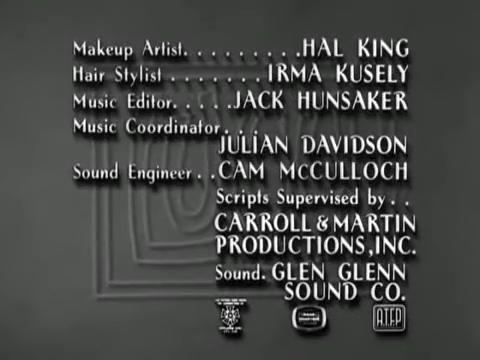 Makeup Artist. . . . . . . . .HAL KING
Hair Stylist . . . . . . . IRMA KUSELY
Music Editor. . . . .JACK HUNSAKER
Music Coordinator. . .
JULIAN DAVIDSON
Sound Engineer . . CAM McCULLOCH
Scripts Supervised by . .
CARROLL & MARTIN
PRODUCTIONS, INC.
Sound. GLEN GLENN
SOUND CO.
A.T.F.P